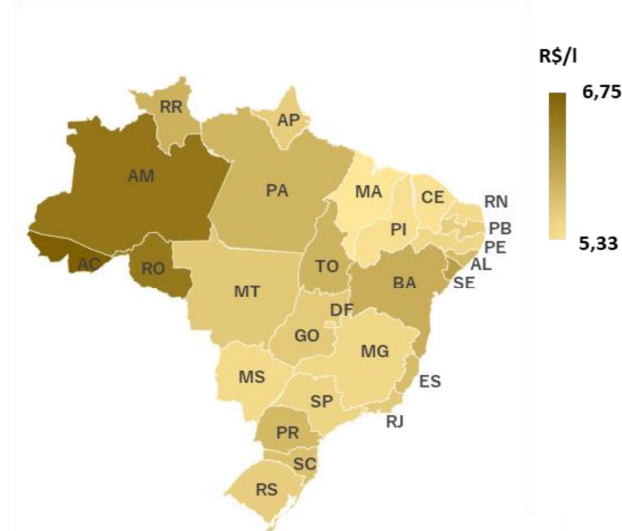 R$/l
6,75
5,33
RR
AP
AM
PA
MA
CE
RN
PI
PB
PE
AL
SE
AC
RO
TO
BA
MT
DF
GO
MG
MS
ES
SP
RJ
PR
SC
RS